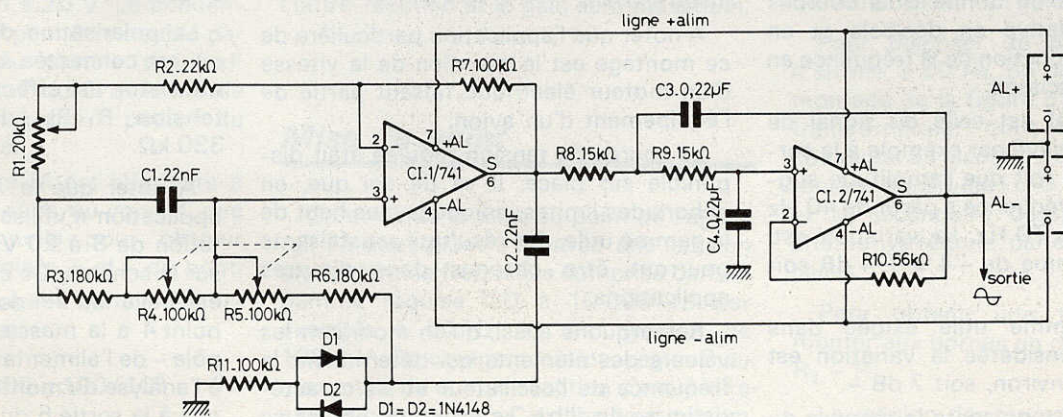 ligne +alim
R2.22kΩ
R7.100kΩ
C3.0,22µF
AL+
+
R1.20kΩ
2
7
+AL
CI.1/741
S
6
3
+
4
-AL
R8.15kΩ
R9.15kΩ
3
+
7
+AL
CI.2/741
S
6
2
4
-AL
AL-
-
C1.22nF
C2.22nF
C4.0,22µF
R10.56kΩ
sortie
R3.180kΩ
R4.100kΩ
R5.100kΩ
R6.180kΩ
R11.100kΩ
D1
D2
D1=D2=1N4148
ligne -alim